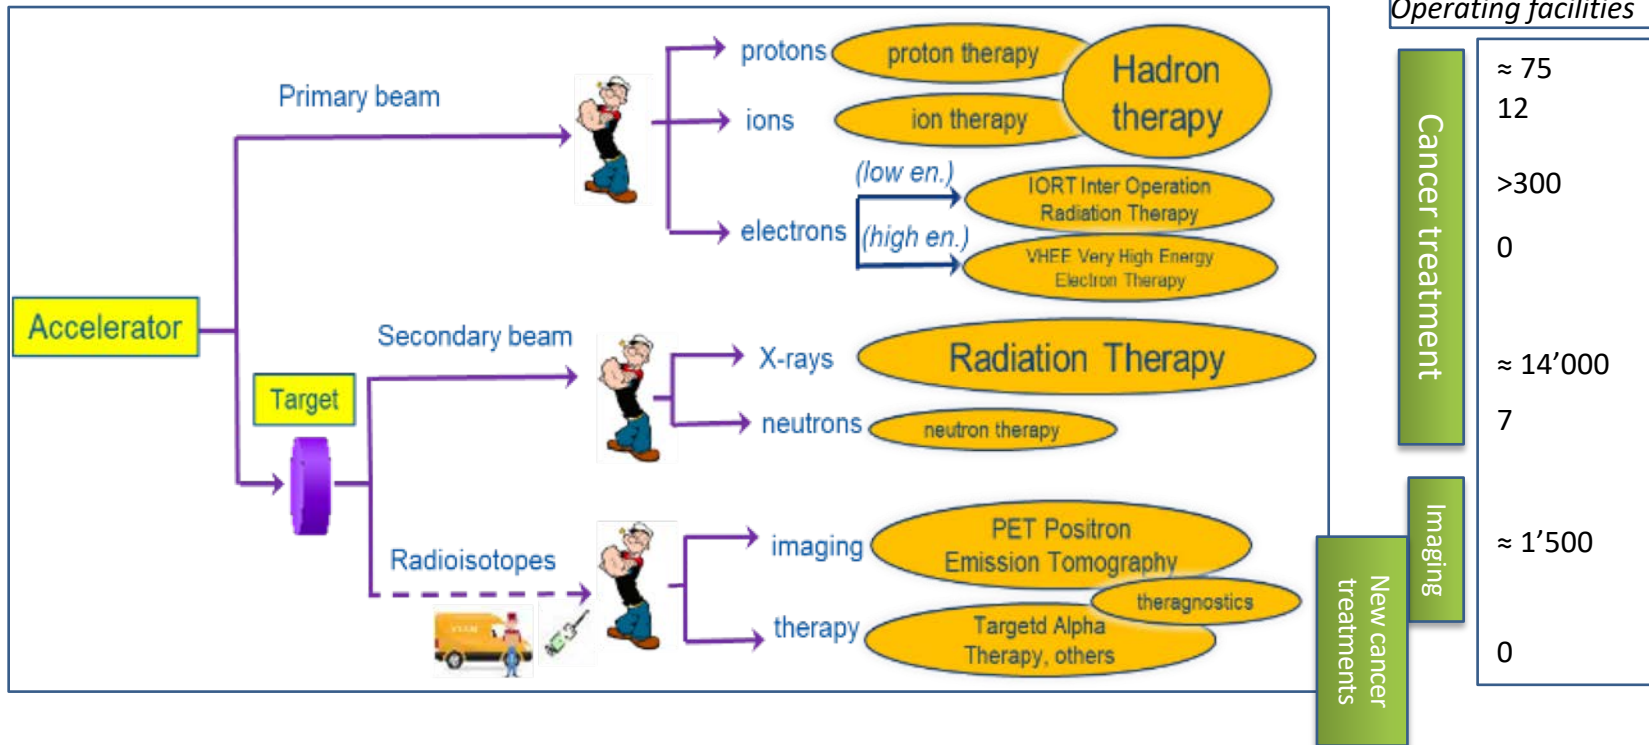 Operating facilities
Primary beam
protons
proton therapy
Hadron
therapy
ions
ion therapy
electrons
(low en.)
IORT Inter Operation
Radiation Therapy
(high en.)
VHEE Very High Energy
Electron Therapy
Accelerator
Target
Secondary beam
X-rays
Radiation Therapy
neutrons
neutron therapy
Radioisotopes
imaging
PET Positron
Emission Tomography
theragnostics
therapy
Targetd Alpha
Therapy, others
Cancer treatment
Imaging
New cancer
treatments
≈ 75
12
>300
0
≈ 14’000
7
≈ 1’500
0